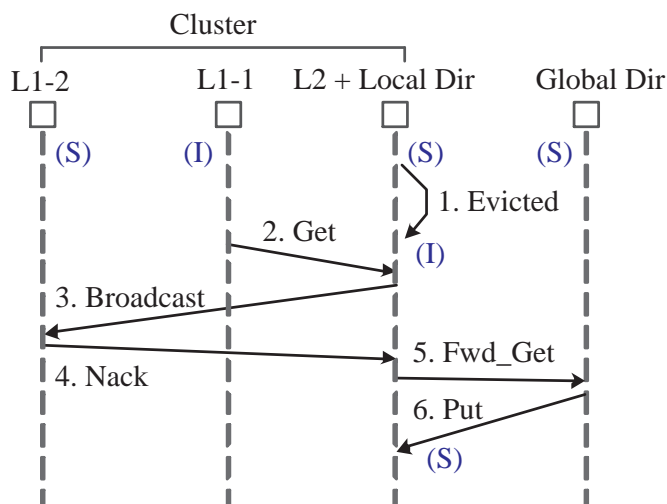 Cluster
L1-2 L1-1 L2 + Local Dir Global Dir
(S) (I) (S) (S)
1. Evicted
2. Get
(I)
3. Broadcast
4. Nack
5. Fwd_Get
6. Put
(S)